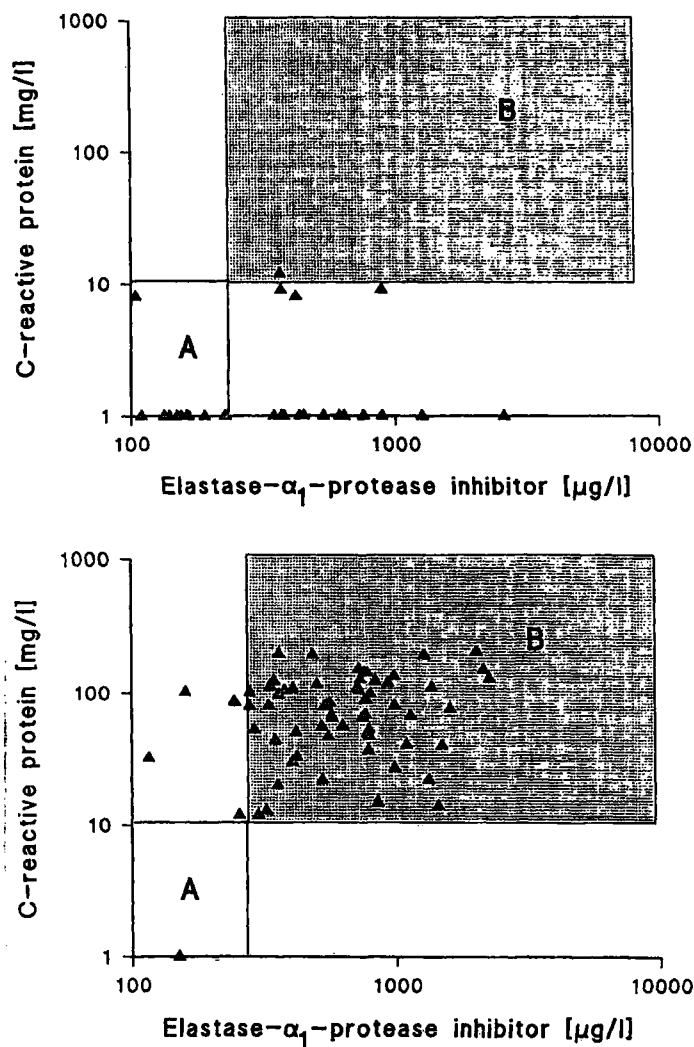 C-reactive protein [mg/l]
1000
100
10
1
B
A
100
1000
10000
Elastase-α₁-protease inhibitor [µg/l]
C-reactive protein [mg/l]
1000
100
10
1
B
A
100
1000
10000
Elastase-α₁-protease inhibitor [µg/l]